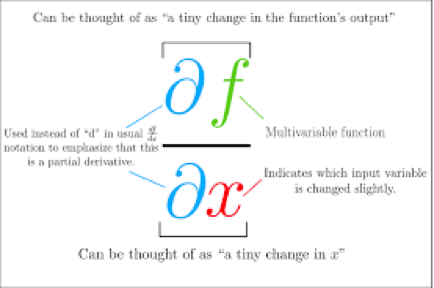 Can be thought of as “a tiny change in the function's output”
∂f
Used instead of “d” in usual df/dx
notation to emphasize that this
is a partial derivative.
Multivariable function
∂x
Indicates which input variable
is changed slightly.
Can be thought of as “a tiny change in x”